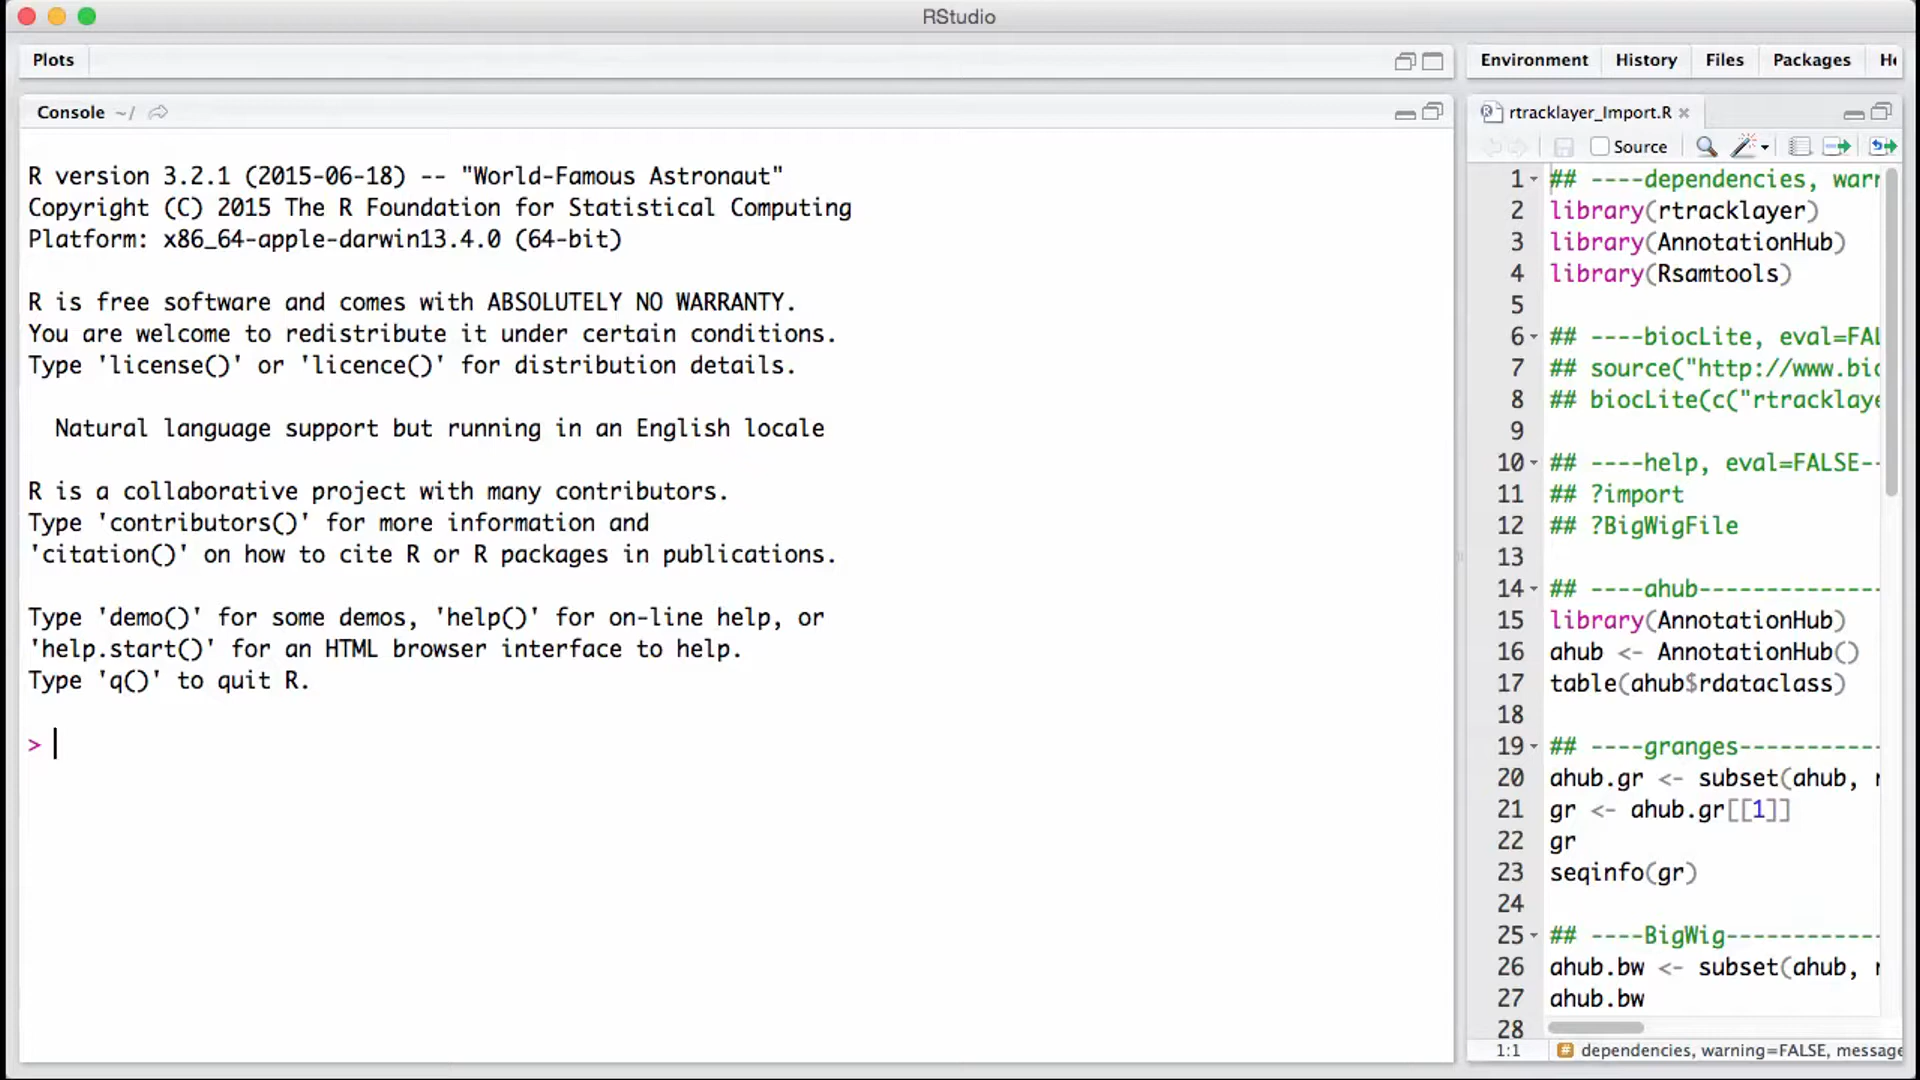 RStudio
Plots
Environment History Files Packages
Console ~/
R version 3.2.1 (2015-06-18) -- "World-Famous Astronaut"
Copyright (C) 2015 The R Foundation for Statistical Computing
Platform: x86_64-apple-darwin13.4.0 (64-bit)
R is free software and comes with ABSOLUTELY NO WARRANTY.
You are welcome to redistribute it under certain conditions.
Type 'license()' or 'licence()' for distribution details.
Natural language support but running in an English locale
R is a collaborative project with many contributors.
Type 'contributors()' for more information and
'citation()' on how to cite R or R packages in publications.
Type 'demo()' for some demos, 'help()' for on-line help, or
'help.start()' for an HTML browser interface to help.
Type 'q()' to quit R.
>
rtracklayer_Import.R
Source
1 ## ----dependencies, warn
2 library(rtracklayer)
3 library(AnnotationHub)
4 library(Rsamtools)
5
6 ## ----biocLite, eval=FAL
7 ## source("http://www.bio
8 ## biocLite(c("rtracklaye
9
10 ## ----help, eval=FALSE--
11 ## ?import
12 ## ?BigWigFile
13
14 ## ----ahub--------------
15 library(AnnotationHub)
16 ahub <- AnnotationHub()
17 table(ahub$rdataclass)
18
19 ## ----granges-----------
20 ahub.gr <- subset(ahub, r
21 gr <- ahub.gr[[1]]
22 gr
23 seqinfo(gr)
24
25 ## ----BigWig------------
26 ahub.bw <- subset(ahub, r
27 ahub.bw
28
1:1 dependencies, warning=FALSE, message